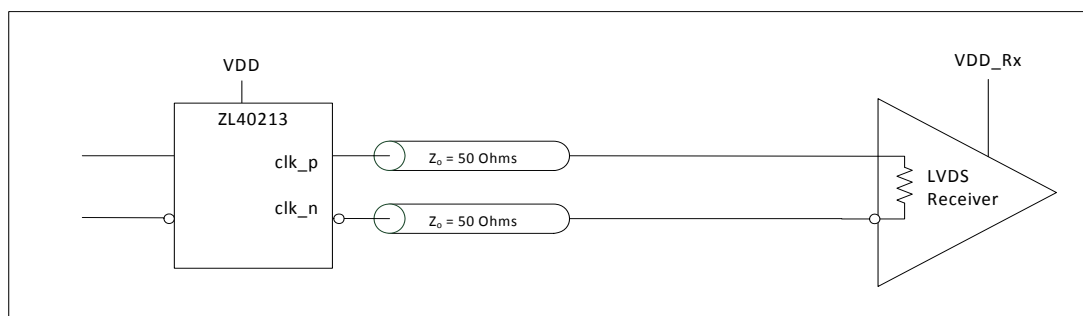 VDD
ZL40213
clk_p
clk_n
Zo = 50 Ohms
Zo = 50 Ohms
VDD_Rx
LVDS
Receiver